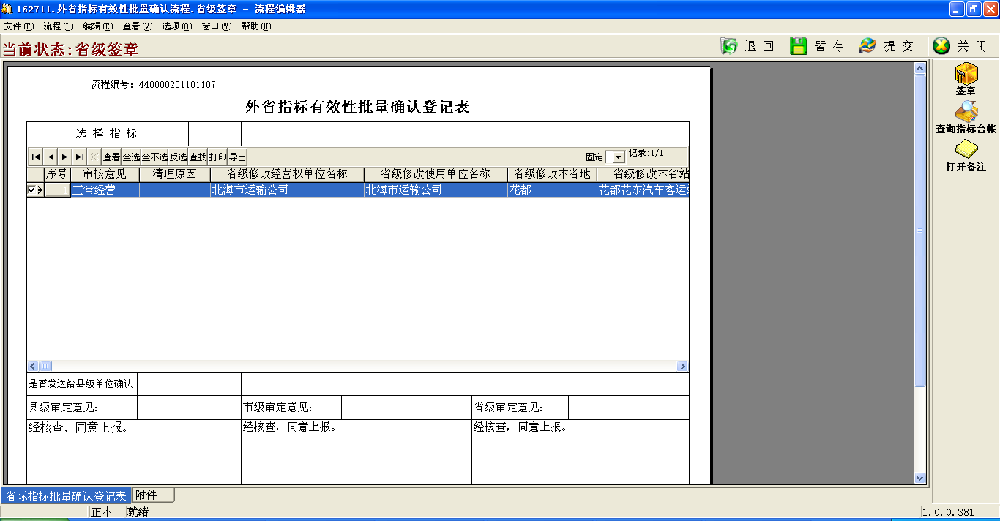 162711.外省指标有效性批量确认流程.省级签章 - 流程编辑器
文件(F) 流程(L) 编辑(E) 查看(V) 选项(O) 窗口(W) 帮助(H)
当前状态:省级签章
退 回 暂 存 提 交 关 闭
流程编号: 440000201101107
外省指标有效性批量确认登记表
选 择 指 标
查看 全选 全不选 反选 查找 打印 导出 固定 记录:1/1
序号 审核意见 清理原因 省级修改经营权单位名称 省级修改使用单位名称 省级修改本省地 省级修改本省站
1 正常经营 北海市运输公司 北海市运输公司 花都 花都花东汽车客运
是否发送给县级单位确认
县级审定意见: 市级审定意见: 省级审定意见:
经核查，同意上报。 经核查，同意上报。 经核查，同意上报。
签章
查询指标台帐
打开备注
省际指标批量确认登记表 附件
正本 就绪 1.0.0.381